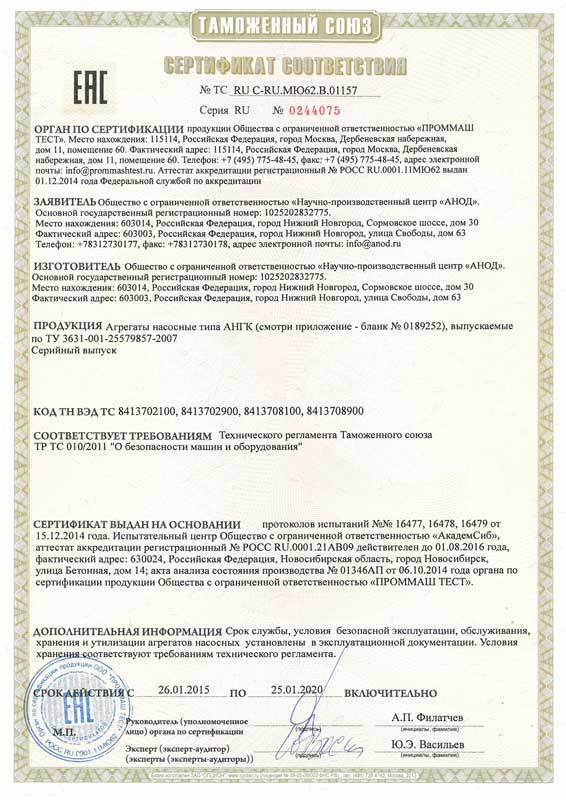 ТАМОЖЕННЫЙ СОЮЗ
СЕРТИФИКАТ СООТВЕТСТВИЯ
ЕАС
№ ТС RU С-RU.МЮ62.В.01157
Серия RU № 0244075
ОРГАН ПО СЕРТИФИКАЦИИ продукции Общества с ограниченной ответственностью «ПРОММАШ
ТЕСТ». Место нахождения: 115114, Российская Федерация, город Москва, Дербеневская набережная,
дом 11, помещение 60. Фактический адрес: 115114, Российская Федерация, город Москва, Дербеневская
набережная, дом 11, помещение 60. Телефон: +7 (495) 775-48-45, факс: +7 (495) 775-48-45, адрес электронной
почты: info@prommashtest.ru. Аттестат аккредитации регистрационный № РОСС RU.0001.11МЮ62 выдан
01.12.2014 года Федеральной службой по аккредитации
ЗАЯВИТЕЛЬ Общество с ограниченной ответственностью «Научно-производственный центр «АНОД».
Основной государственный регистрационный номер: 1025202832775.
Место нахождения: 603014, Российская Федерация, город Нижний Новгород, Сормовское шоссе, дом 30
Фактический адрес: 603003, Российская Федерация, город Нижний Новгород, улица Свободы, дом 63
Телефон: +78312730177, факс: +78312730178, адрес электронной почты: info@anod.ru
ИЗГОТОВИТЕЛЬ Общество с ограниченной ответственностью «Научно-производственный центр «АНОД».
Основной государственный регистрационный номер: 1025202832775.
Место нахождения: 603014, Российская Федерация, город Нижний Новгород, Сормовское шоссе, дом 30
Фактический адрес: 603003, Российская Федерация, город Нижний Новгород, улица Свободы, дом 63
ПРОДУКЦИЯ Агрегаты насосные типа АНГК (смотри приложение - бланк № 0189252), выпускаемые
по ТУ 3631-001-25579857-2007
Серийный выпуск
КОД ТН ВЭД ТС 8413702100, 8413702900, 8413708100, 8413708900
СООТВЕТСТВУЕТ ТРЕБОВАНИЯМ Технического регламента Таможенного союза
ТР ТС 010/2011 "О безопасности машин и оборудования"
СЕРТИФИКАТ ВЫДАН НА ОСНОВАНИИ протоколов испытаний №№ 16477, 16478, 16479 от
15.12.2014 года. Испытательный центр Общество с ограниченной ответственностью «АкадемСиб»,
аттестат аккредитации регистрационный № РОСС RU.0001.21АВ09 действителен до 01.08.2016 года,
фактический адрес: 630024, Российская Федерация, Новосибирская область, город Новосибирск,
улица Бетонная, дом 14; акта анализа состояния производства № 01346АП от 06.10.2014 года органа по
сертификации продукции Общества с ограниченной ответственностью «ПРОММАШ ТЕСТ».
ДОПОЛНИТЕЛЬНАЯ ИНФОРМАЦИЯ Срок службы, условия безопасной эксплуатации, обслуживания,
хранения и утилизации агрегатов насосных установлены в эксплуатационной документации. Условия
хранения соответствуют требованиям технического регламента.
СРОК ДЕЙСТВИЯ С 26.01.2015 ПО 25.01.2020 ВКЛЮЧИТЕЛЬНО
М.П.
Руководитель (уполномоченное
лицо) органа по сертификации
(подпись)
А.П. Филатчев
Эксперт (эксперт-аудитор)
(эксперты (эксперты-аудиторы))
(подпись)
Ю.Э. Васильев